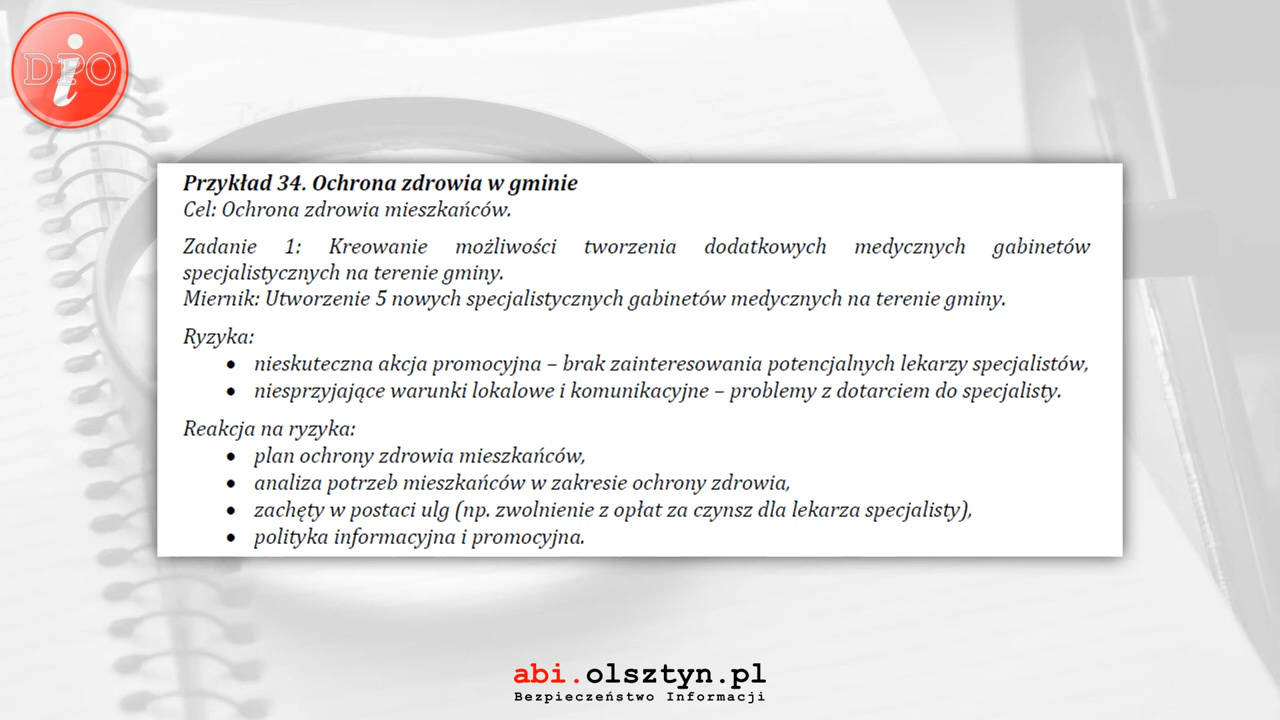 DPO
i
Przykład 34. Ochrona zdrowia w gminie
Cel: Ochrona zdrowia mieszkańców.
Zadanie 1: Kreowanie możliwości tworzenia dodatkowych medycznych gabinetów
specjalistycznych na terenie gminy.
Miernik: Utworzenie 5 nowych specjalistycznych gabinetów medycznych na terenie gminy.
Ryzyka:
• nieskuteczna akcja promocyjna – brak zainteresowania potencjalnych lekarzy specjalistów,
• niesprzyjające warunki lokalowe i komunikacyjne – problemy z dotarciem do specjalisty.
Reakcja na ryzyka:
• plan ochrony zdrowia mieszkańców,
• analiza potrzeb mieszkańców w zakresie ochrony zdrowia,
• zachęty w postaci ulg (np. zwolnienie z opłat za czynsz dla lekarza specjalisty),
• polityka informacyjna i promocyjna.
abi.olsztyn.pl
Bezpieczeństwo Informacji